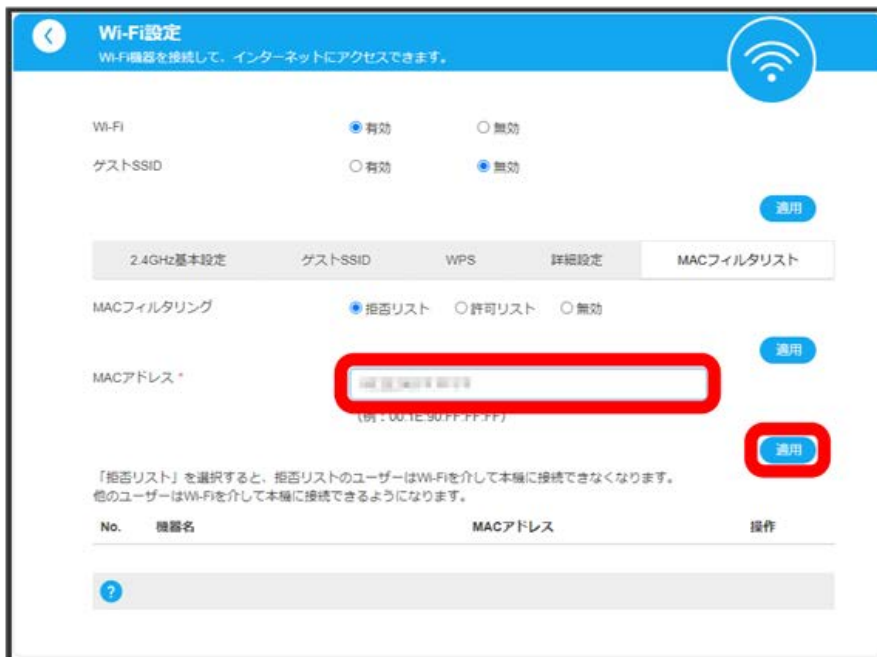 Wi-Fi設定
Wi-Fi機器を接続して、インターネットにアクセスできます。
Wi-Fi 有効 無効
ゲストSSID 有効 無効
適用
2.4GHz基本設定 ゲストSSID WPS 詳細設定 MACフィルタリスト
MACフィルタリング 拒否リスト 許可リスト 無効
適用
MACアドレス *
(例：00:1E:90:FF:FF:FF)
適用
「拒否リスト」を選択すると、拒否リストのユーザーはWi-Fiを介して本機に接続できなくなります。
他のユーザーはWi-Fiを介して本機に接続できるようになります。
No. 機器名 MACアドレス 操作
?